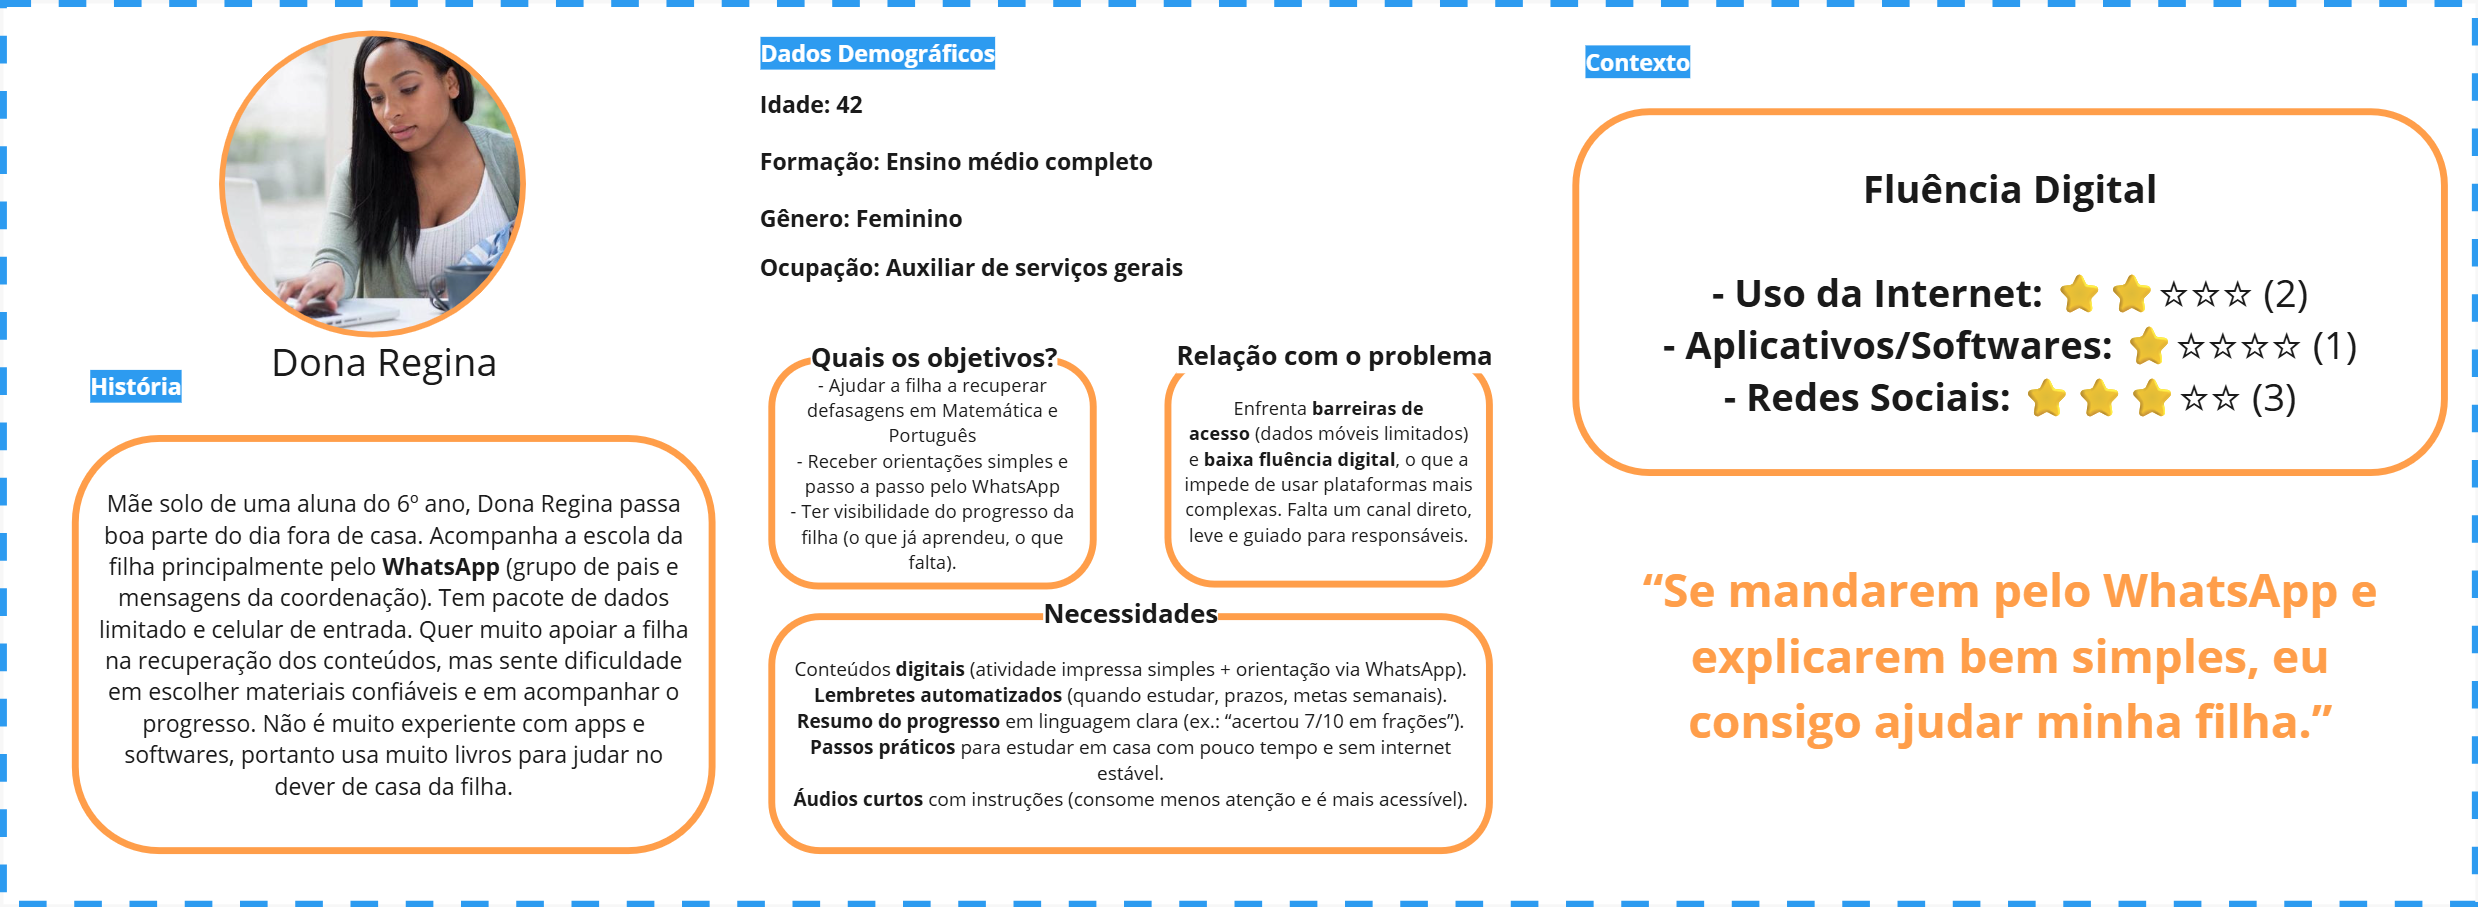 Dona Regina
História
Mãe solo de uma aluna do 6º ano, Dona Regina passa
boa parte do dia fora de casa. Acompanha a escola da
filha principalmente pelo WhatsApp (grupo de pais e
mensagens da coordenação). Tem pacote de dados
limitado e celular de entrada. Quer muito apoiar a filha
na recuperação dos conteúdos, mas sente dificuldade
em escolher materiais confiáveis e em acompanhar o
progresso. Não é muito experiente com apps e
softwares, portanto usa muito livros para judar no
dever de casa da filha.
Dados Demográficos
Idade: 42
Formação: Ensino médio completo
Gênero: Feminino
Ocupação: Auxiliar de serviços gerais
Quais os objetivos?
- Ajudar a filha a recuperar
defasagens em Matemática e
Português
- Receber orientações simples e
passo a passo pelo WhatsApp
- Ter visibilidade do progresso da
filha (o que já aprendeu, o que
falta).
Relação com o problema
Enfrenta barreiras de
acesso (dados móveis limitados)
e baixa fluência digital, o que a
impede de usar plataformas mais
complexas. Falta um canal direto,
leve e guiado para responsáveis.
Necessidades
Conteúdos digitais (atividade impressa simples + orientação via WhatsApp).
Lembretes automatizados (quando estudar, prazos, metas semanais).
Resumo do progresso em linguagem clara (ex.: “acertou 7/10 em frações”).
Passos práticos para estudar em casa com pouco tempo e sem internet
estável.
Áudios curtos com instruções (consome menos atenção e é mais acessível).
Contexto
Fluência Digital
- Uso da Internet: ⭐⭐☆☆☆ (2)
- Aplicativos/Softwares: ⭐☆☆☆☆ (1)
- Redes Sociais: ⭐⭐⭐☆☆ (3)
“Se mandarem pelo WhatsApp e
explicarem bem simples, eu
consigo ajudar minha filha.”